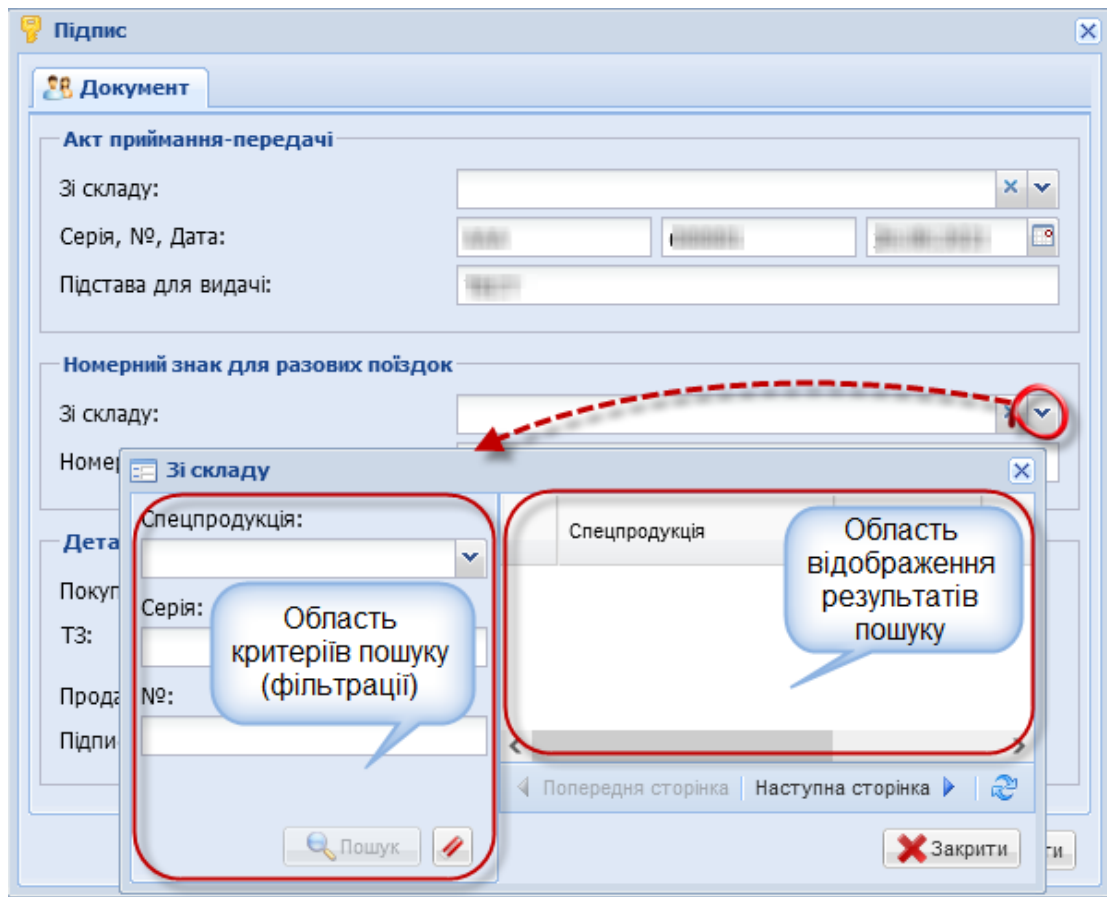 Підпис
Документ
Акт приймання-передачі
Зі складу:
Серія, №, Дата:
Підстава для видачі:
Номерний знак для разових поїздок
Зі складу:
Зі складу
Спецпродукція:
Серія:
№:
Область
критеріїв пошуку
(фільтрації)
Пошук
Спецпродукція
Область
відображення
результатів
пошуку
Попередня сторінка
Наступна сторінка
Закрити
ТЗ: